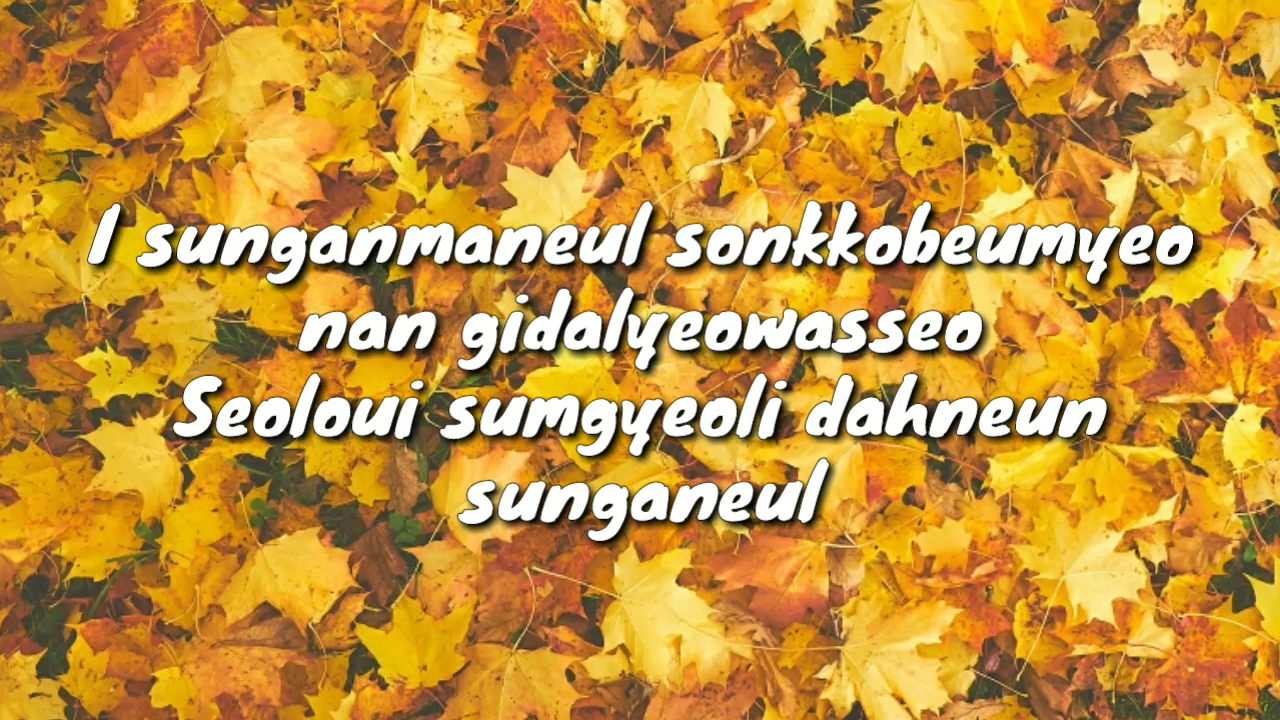 I sunganmaneul sonkkobeumyeo
nan gidalyeowasseo
Seoloui sumgyeoli dahneun
sunganeul